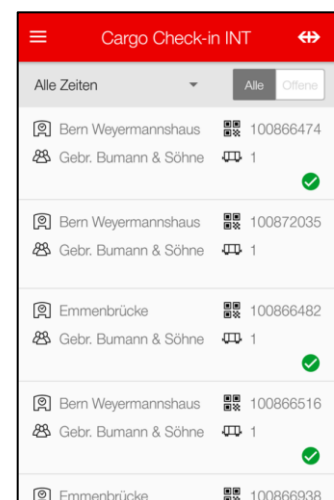 Cargo Check-in INT
Alle Zeiten Alle Offene
Bern Weyermannshaus 100866474
Gebr. Bumann & Söhne 1
Bern Weyermannshaus 100872035
Gebr. Bumann & Söhne 1
Emmenbrücke 100866482
Gebr. Bumann & Söhne 1
Bern Weyermannshaus 100866516
Gebr. Bumann & Söhne 1
Emmenbrücke 100866938